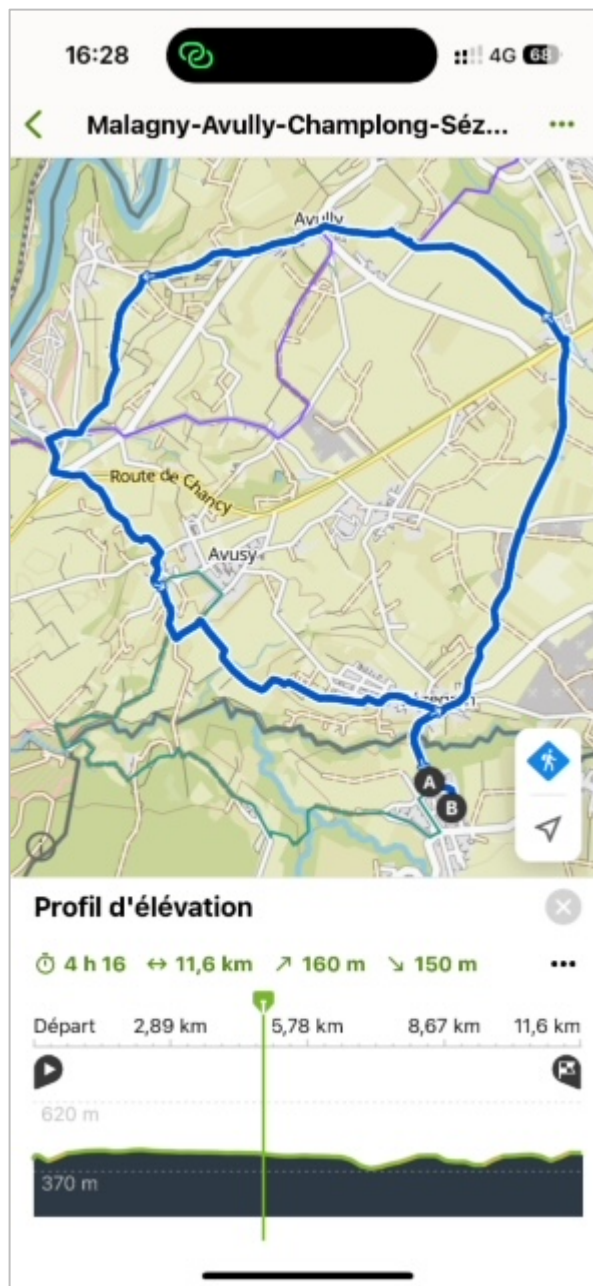 16:28
4G 68
Malagny-Avully-Champlong-Séz...
Avully
Route de Chancy
Avusy
A
B
Profil d'élévation
4 h 16 11,6 km 160 m 150 m
Départ 2,89 km 5,78 km 8,67 km 11,6 km
620 m
370 m